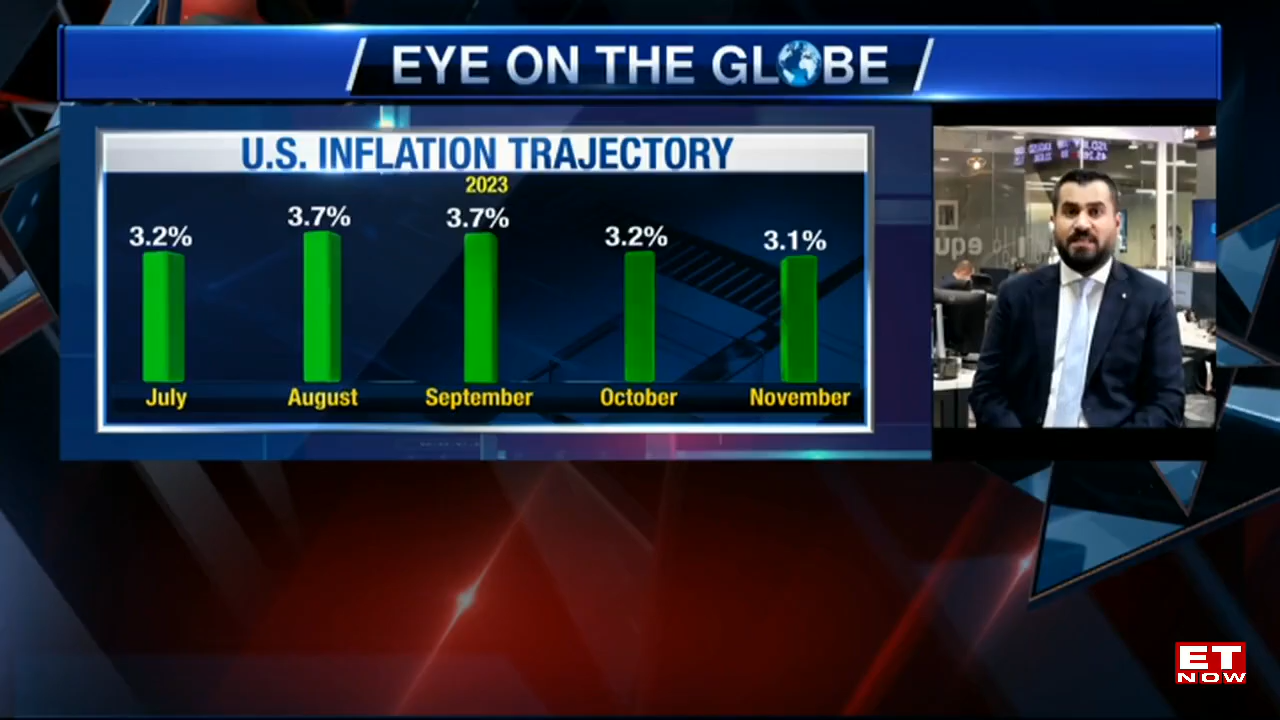 EYE ON THE GLOBE
U.S. INFLATION TRAJECTORY
2023
3.2%
3.7%
3.7%
3.2%
3.1%
July
August
September
October
November
ET
NOW